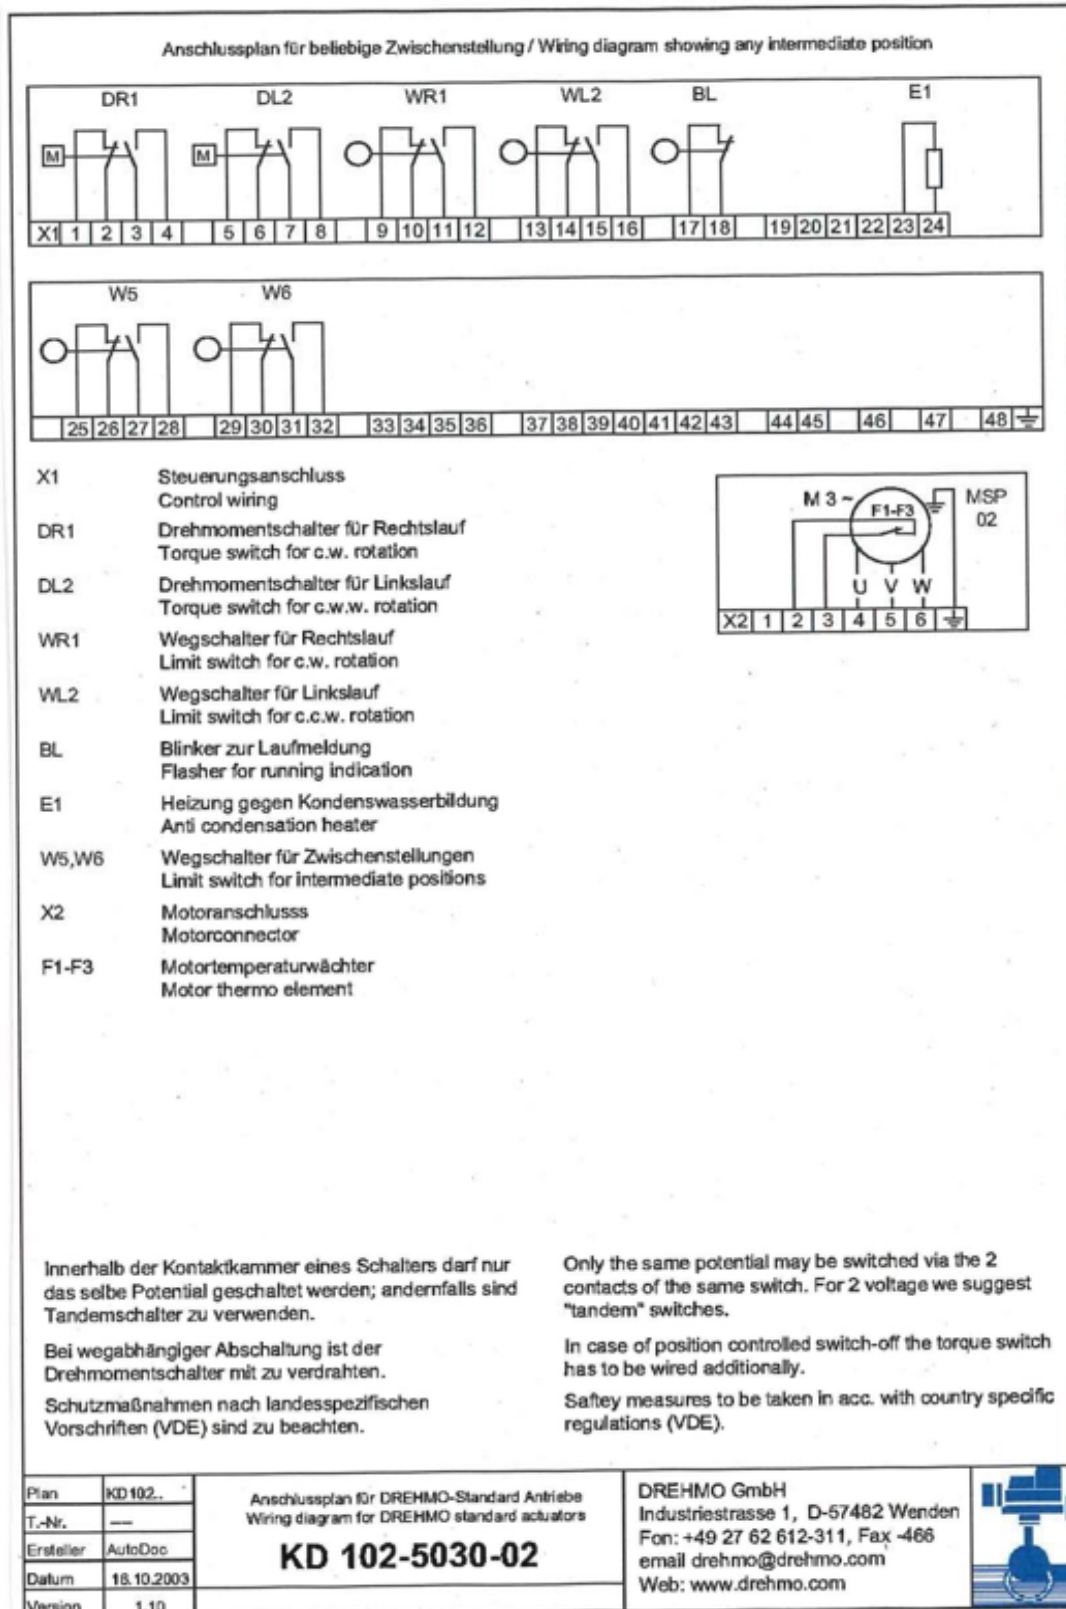 Anschlussplan für beliebige Zwischenstellung / Wiring diagram showing any intermediate position
DR1 DL2 WR1 WL2 BL E1
M M
X1 1 2 3 4 5 6 7 8 9 10 11 12 13 14 15 16 17 18 19 20 21 22 23 24
W5 W6
25 26 27 28 29 30 31 32 33 34 35 36 37 38 39 40 41 42 43 44 45 46 47 48
X1 Steuerungsanschluss
Control wiring
DR1 Drehmomentschalter für Rechtslauf
Torque switch for c.w. rotation
DL2 Drehmomentschalter für Linkslauf
Torque switch for c.w.w. rotation
WR1 Wegschalter für Rechtslauf
Limit switch for c.w. rotation
WL2 Wegschalter für Linkslauf
Limit switch for c.c.w. rotation
BL Blinker zur Laufmeldung
Flasher for running indication
E1 Heizung gegen Kondenswasserbildung
Anti condensation heater
W5,W6 Wegschalter für Zwischenstellungen
Limit switch for intermediate positions
X2 Motoranschlusss
Motorconnector
F1-F3 Motortemperaturwächter
Motor thermo element
M 3 ~ F1-F3 MSP
02
U V W
X2 1 2 3 4 5 6
Innerhalb der Kontaktkammer eines Schalters darf nur
das selbe Potential geschaltet werden; andernfalls sind
Tandemschalter zu verwenden.
Bei wegabhängiger Abschaltung ist der
Drehmomentschalter mit zu verdrahten.
Schutzmaßnahmen nach landesspezifischen
Vorschriften (VDE) sind zu beachten.
Only the same potential may be switched via the 2
contacts of the same switch. For 2 voltage we suggest
"tandem" switches.
In case of position controlled switch-off the torque switch
has to be wired additionally.
Saftey measures to be taken in acc. with country specific
regulations (VDE).
Plan KD102..
T.-Nr. ---
Ersteller AutoDoc
Datum 16.10.2003
Version 1.10
Anschlussplan für DREHMO-Standard Antriebe
Wiring diagram for DREHMO standard actuators
KD 102-5030-02
DREHMO GmbH
Industriestrasse 1, D-57482 Wenden
Fon: +49 27 62 612-311, Fax -466
email drehmo@drehmo.com
Web: www.drehmo.com